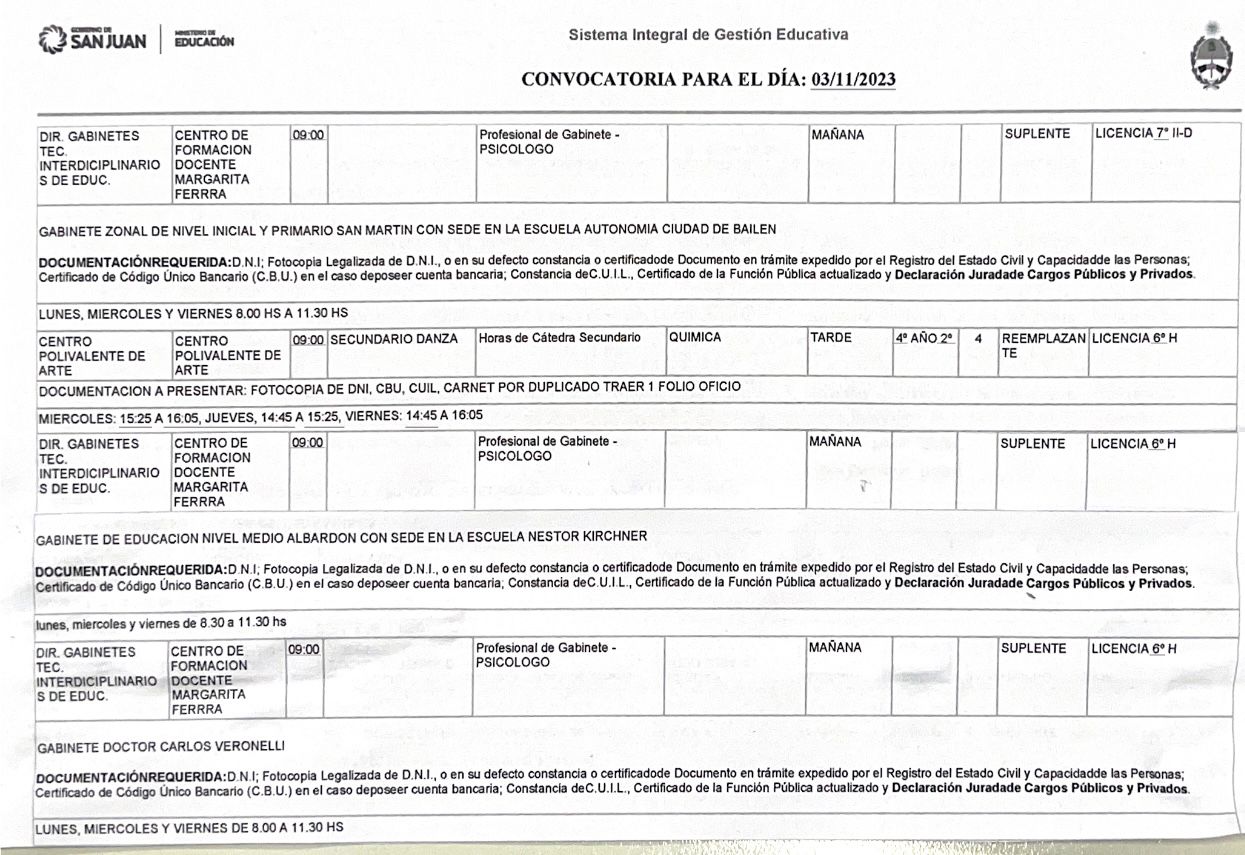 GOBIERNO DE
SAN JUAN
MINISTERIO DE
EDUCACIÓN
Sistema Integral de Gestión Educativa
CONVOCATORIA PARA EL DÍA: 03/11/2023
DIR. GABINETES
TEC.
INTERDICIPLINARIO
S DE EDUC.
CENTRO DE
FORMACION
DOCENTE
MARGARITA
FERRRA
09:00
Profesional de Gabinete -
PSICOLOGO
MAÑANA
SUPLENTE
LICENCIA 7º II-D
GABINETE ZONAL DE NIVEL INICIAL Y PRIMARIO SAN MARTIN CON SEDE EN LA ESCUELA AUTONOMIA CIUDAD DE BAILEN
DOCUMENTACIÓNREQUERIDA:D.N.I; Fotocopia Legalizada de D.N.I., o en su defecto constancia o certificadode Documento en trámite expedido por el Registro del Estado Civil y Capacidadde las Personas;
Certificado de Código Único Bancario (C.B.U.) en el caso deposeer cuenta bancaria; Constancia deC.U.I.L., Certificado de la Función Pública actualizado y Declaración Juradade Cargos Públicos y Privados.
LUNES, MIERCOLES Y VIERNES 8.00 HS A 11.30 HS
CENTRO
POLIVALENTE DE
ARTE
CENTRO
POLIVALENTE DE
ARTE
09:00
SECUNDARIO DANZA
Horas de Cátedra Secundario
QUIMICA
TARDE
4º AÑO 2º
4
REEMPLAZAN
TE
LICENCIA 6º H
DOCUMENTACION A PRESENTAR: FOTOCOPIA DE DNI, CBU, CUIL, CARNET POR DUPLICADO TRAER 1 FOLIO OFICIO
MIERCOLES: 15:25 A 16:05, JUEVES, 14:45 A 15:25, VIERNES: 14:45 A 16:05
DIR. GABINETES
TEC.
INTERDICIPLINARIO
S DE EDUC.
CENTRO DE
FORMACION
DOCENTE
MARGARITA
FERRRA
09:00
Profesional de Gabinete -
PSICOLOGO
MAÑANA
SUPLENTE
LICENCIA 6º H
GABINETE DE EDUCACION NIVEL MEDIO ALBARDON CON SEDE EN LA ESCUELA NESTOR KIRCHNER
DOCUMENTACIÓNREQUERIDA:D.N.I; Fotocopia Legalizada de D.N.I., o en su defecto constancia o certificadode Documento en trámite expedido por el Registro del Estado Civil y Capacidadde las Personas;
Certificado de Código Único Bancario (C.B.U.) en el caso deposeer cuenta bancaria; Constancia deC.U.I.L., Certificado de la Función Pública actualizado y Declaración Juradade Cargos Públicos y Privados.
lunes, miercoles y viernes de 8.30 a 11.30 hs
DIR. GABINETES
TEC.
INTERDICIPLINARIO
S DE EDUC.
CENTRO DE
FORMACION
DOCENTE
MARGARITA
FERRRA
09:00
Profesional de Gabinete -
PSICOLOGO
MAÑANA
SUPLENTE
LICENCIA 6º H
GABINETE DOCTOR CARLOS VERONELLI
DOCUMENTACIÓNREQUERIDA:D.N.I; Fotocopia Legalizada de D.N.I., o en su defecto constancia o certificadode Documento en trámite expedido por el Registro del Estado Civil y Capacidadde las Personas;
Certificado de Código Único Bancario (C.B.U.) en el caso deposeer cuenta bancaria; Constancia deC.U.I.L., Certificado de la Función Pública actualizado y Declaración Juradade Cargos Públicos y Privados.
LUNES, MIERCOLES Y VIERNES DE 8.00 A 11.30 HS